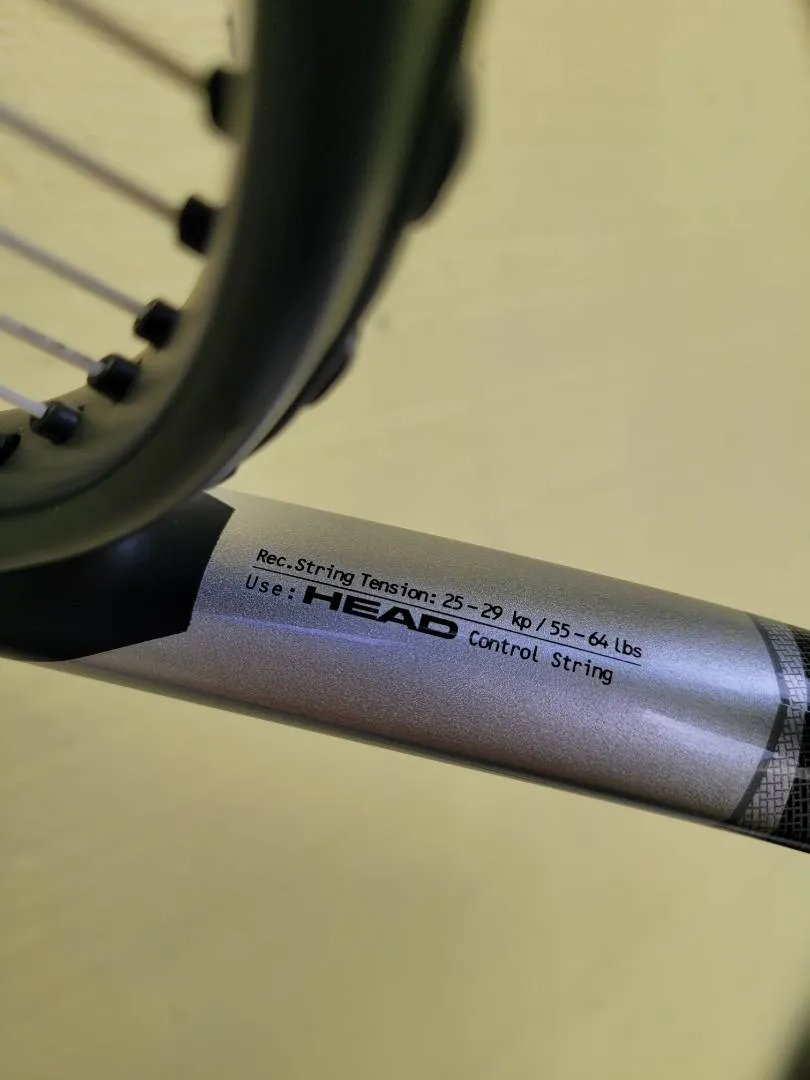 Rec.String Tension: 25-29 kp / 55-64 lbs
Use: HEAD Control String